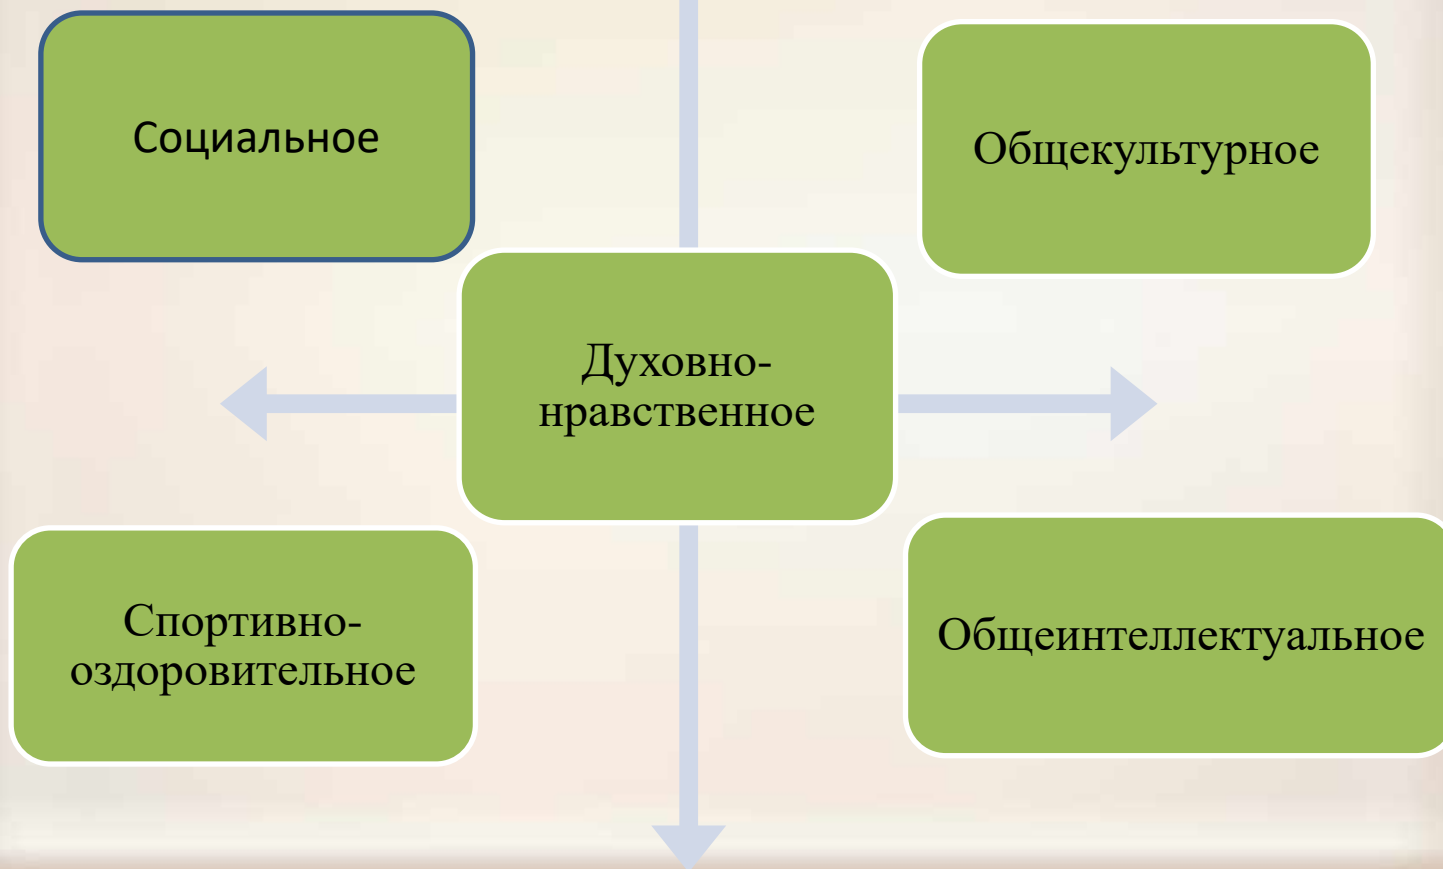 Социальное
Общекультурное
Духовно-
нравственное
Спортивно-
оздоровительное
Общеинтеллектуальное